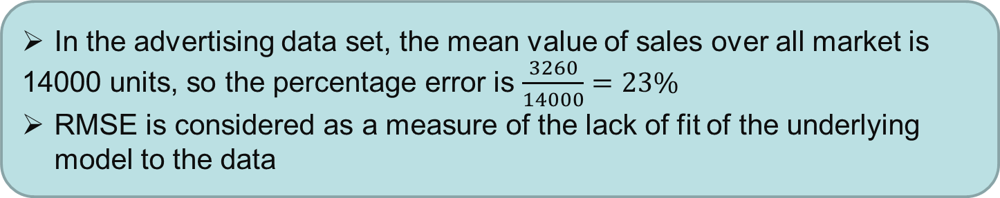 ➢ In the advertising data set, the mean value of sales over all market is
14000 units, so the percentage error is 3260/14000 = 23%
➢ RMSE is considered as a measure of the lack of fit of the underlying
model to the data